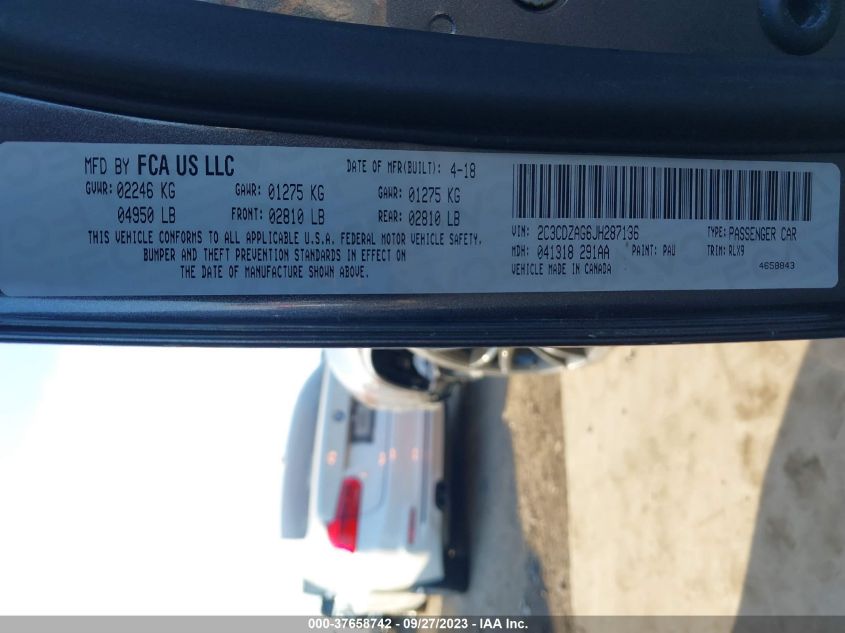 MFD BY FCA US LLC
DATE OF MFR(BUILT): 4-18
GVWR: 02246 KG
GAWR: 01275 KG
GAWR: 01275 KG
04950 LB
FRONT: 02810 LB
REAR: 02810 LB
THIS VEHICLE CONFORMS TO ALL APPLICABLE U.S.A. FEDERAL MOTOR VEHICLE SAFETY,
BUMPER AND THEFT PREVENTION STANDARDS IN EFFECT ON
THE DATE OF MANUFACTURE SHOWN ABOVE.
VIN: 2C3CDZAG6JH287136
TYPE: PASSENGER CAR
MDH: 041318 291AA
PAINT: PAU
TRIM: RLX9
VEHICLE MADE IN CANADA
4658843
000-37658742 - 09/27/2023 - IAAI.com